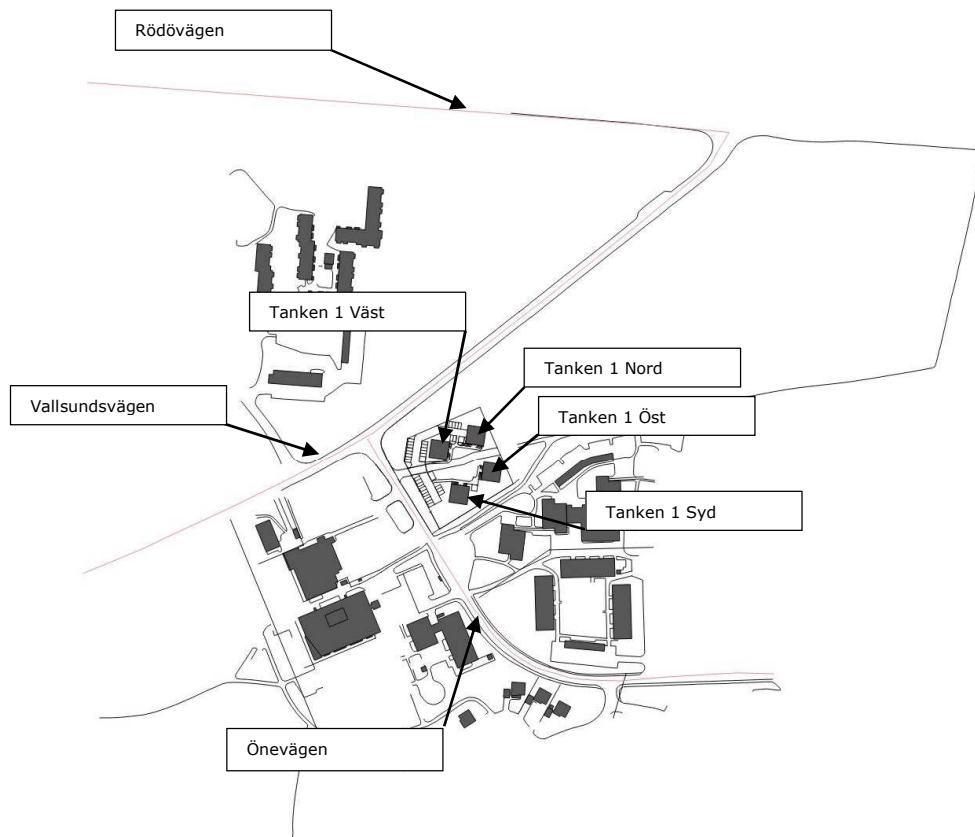 Rödövägen
Tanken 1 Väst
Tanken 1 Nord
Vallsundsvägen
Tanken 1 Öst
Tanken 1 Syd
Önevägen